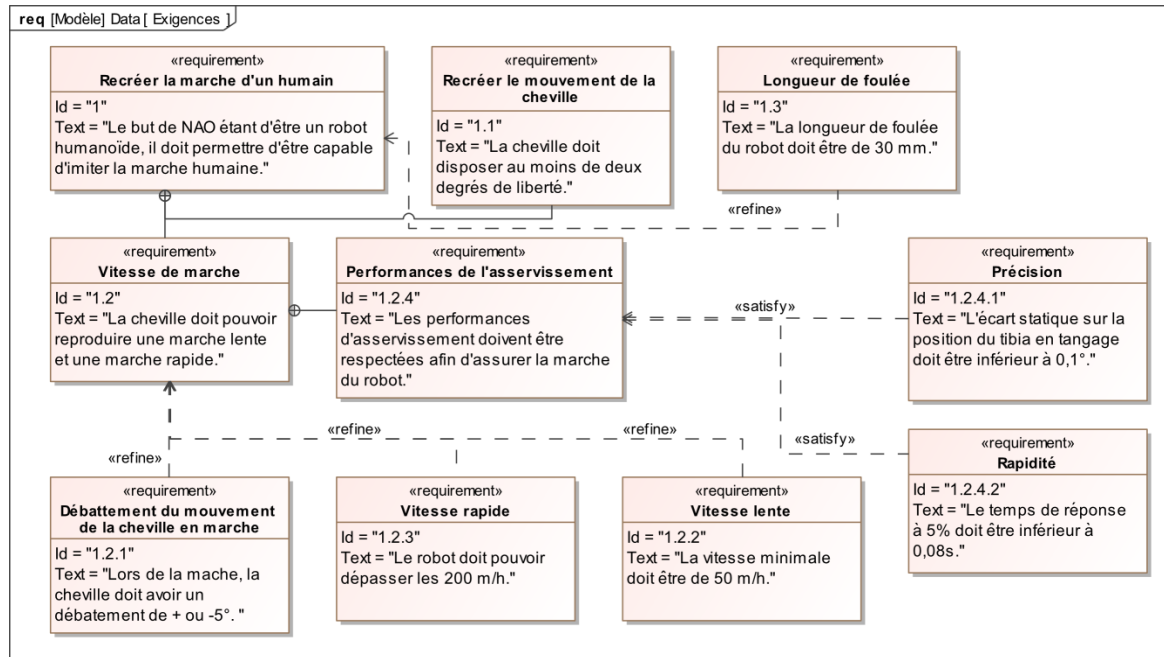 req [Modèle] Data [ Exigences ]
«requirement»
Recréer la marche d'un humain
Id = "1"
Text = "Le but de NAO étant d'être un robot
humanoïde, il doit permettre d'être capable
d'imiter la marche humaine."
«requirement»
Recréer le mouvement de la
cheville
Id = "1.1"
Text = "La cheville doit
disposer au moins de deux
degrés de liberté."
«requirement»
Longueur de foulée
Id = "1.3"
Text = "La longueur de foulée
du robot doit être de 30 mm."
«refine»
«requirement»
Vitesse de marche
Id = "1.2"
Text = "La cheville doit pouvoir
reproduire une marche lente
et une marche rapide."
«requirement»
Performances de l'asservissement
Id = "1.2.4"
Text = "Les performances
d'asservissement doivent être
respectées afin d'assurer la marche
du robot."
«satisfy»
«requirement»
Précision
Id = "1.2.4.1"
Text = "L'écart statique sur la
position du tibia en tangage
doit être inférieur à 0,1°."
«refine»
«refine»
«refine»
«satisfy»
«requirement»
Rapidité
Id = "1.2.4.2"
Text = "Le temps de réponse
à 5% doit être inférieur à
0,08s."
«requirement»
Débattement du mouvement
de la cheville en marche
Id = "1.2.1"
Text = "Lors de la mache, la
cheville doit avoir un
débatement de + ou -5°. "
«requirement»
Vitesse rapide
Id = "1.2.3"
Text = "Le robot doit pouvoir
dépasser les 200 m/h."
«requirement»
Vitesse lente
Id = "1.2.2"
Text = "La vitesse minimale
doit être de 50 m/h."